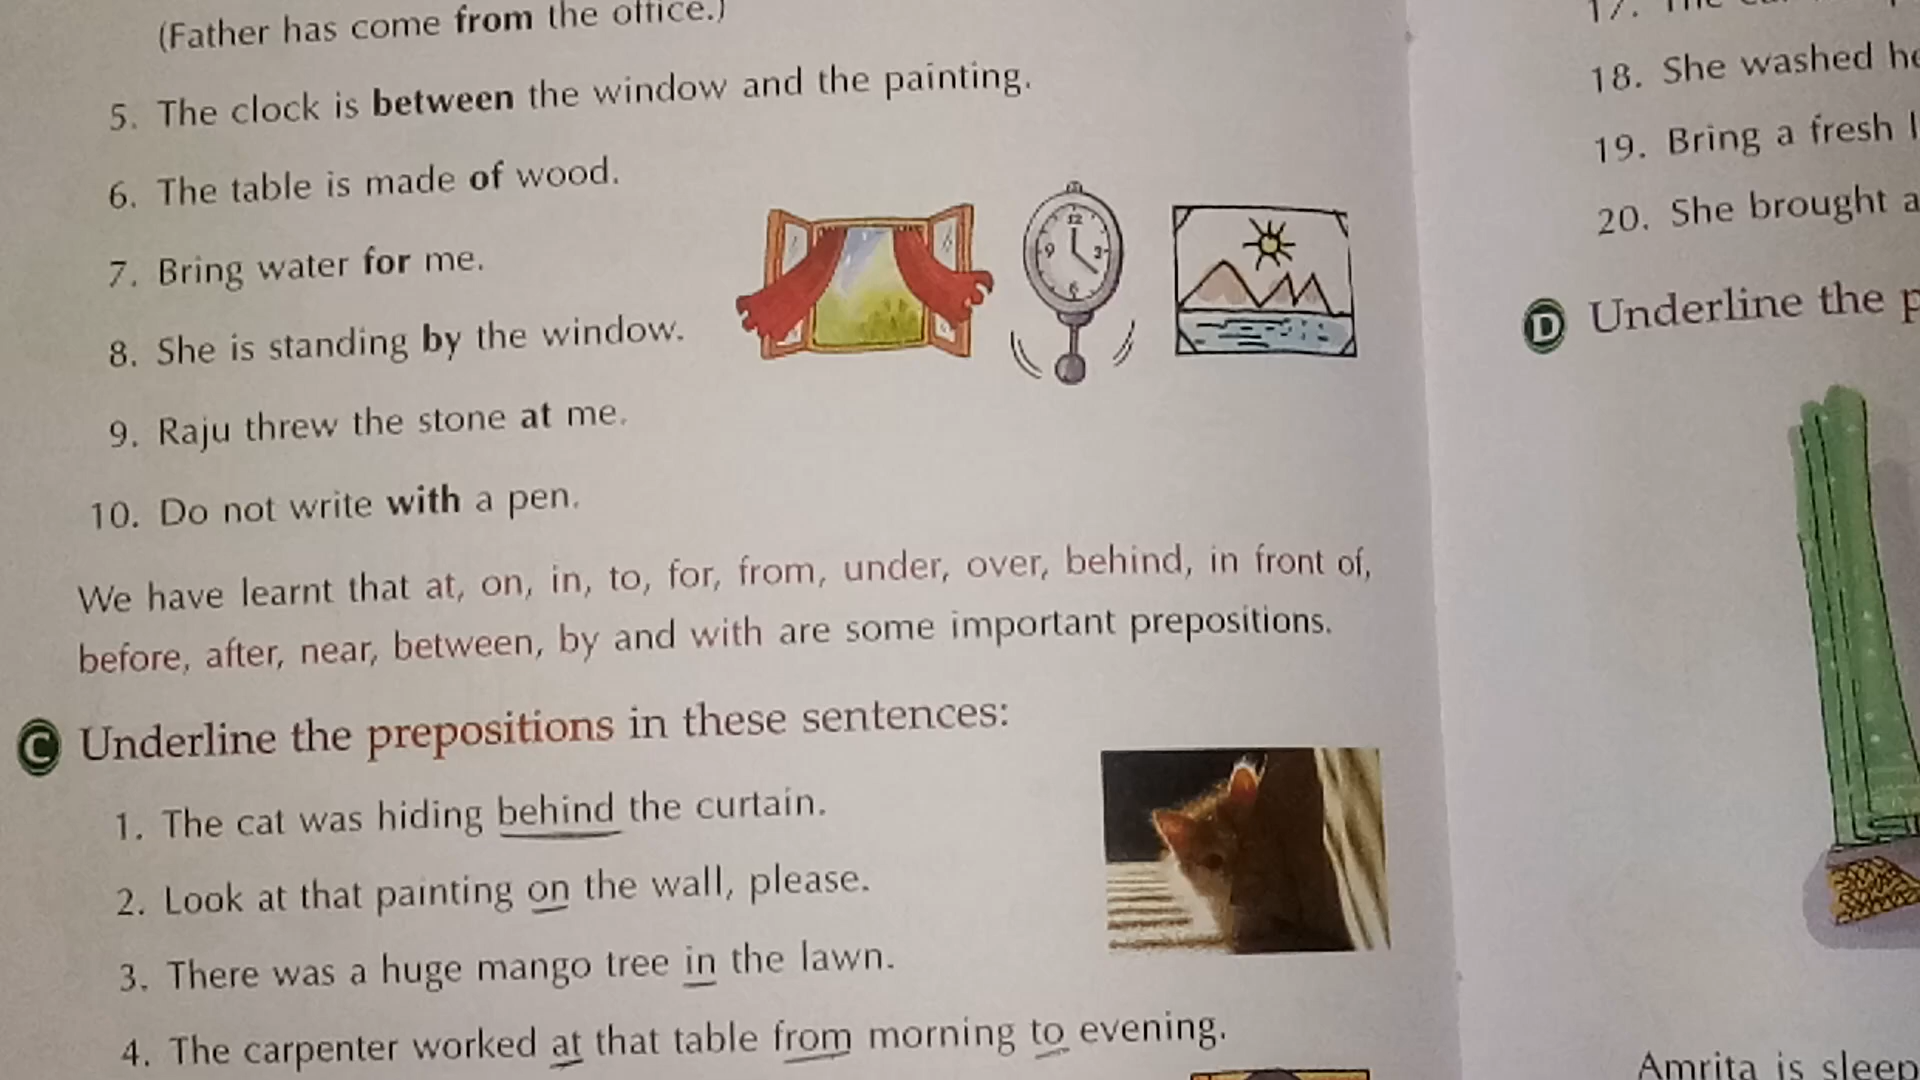 (Father has come from the office.)
5. The clock is between the window and the painting.
6. The table is made of wood.
7. Bring water for me.
8. She is standing by the window.
9. Raju threw the stone at me.
10. Do not write with a pen.
12
9 3
6
We have learnt that at, on, in, to, for, from, under, over, behind, in front of,
before, after, near, between, by and with are some important prepositions.
C Underline the prepositions in these sentences:
1. The cat was hiding behind the curtain.
2. Look at that painting on the wall, please.
3. There was a huge mango tree in the lawn.
4. The carpenter worked at that table from morning to evening.
17. The
18. She washed
19. Bring a fresh
20. She brought a
D Underline the
Amrita is